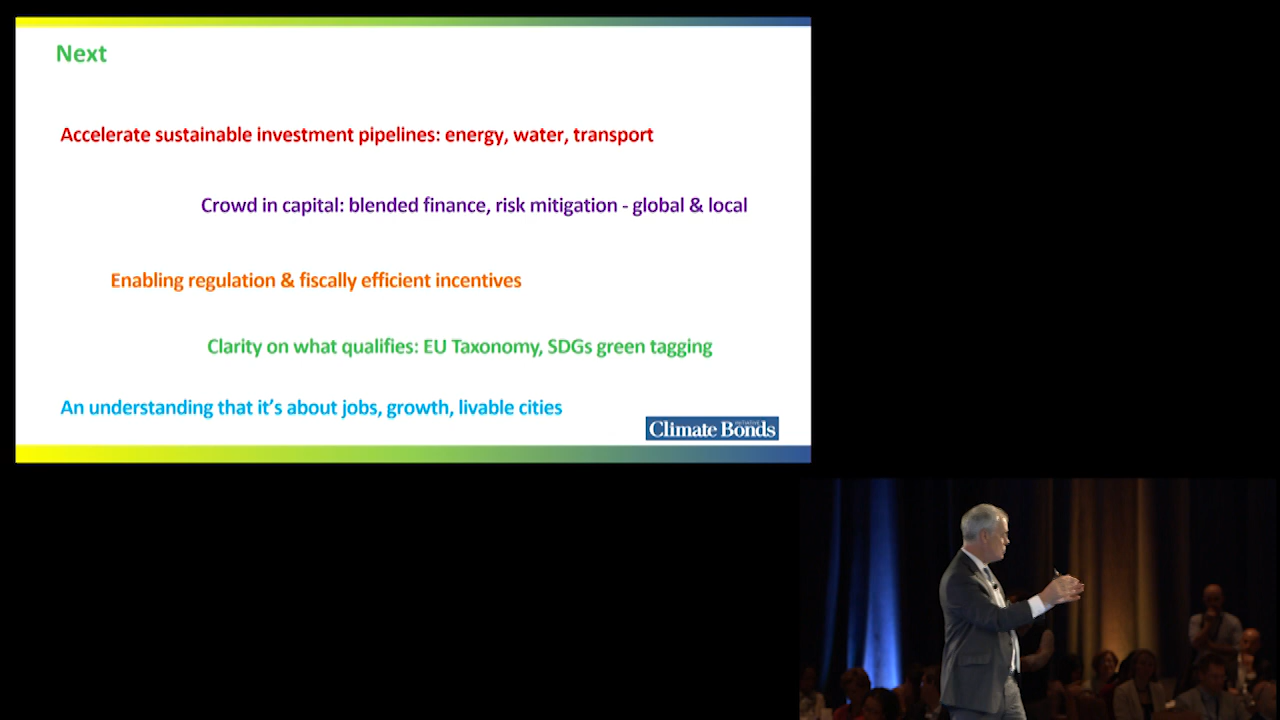 Next
Accelerate sustainable investment pipelines: energy, water, transport
Crowd in capital: blended finance, risk mitigation - global & local
Enabling regulation & fiscally efficient incentives
Clarity on what qualifies: EU Taxonomy, SDGs green tagging
An understanding that it’s about jobs, growth, livable cities
Climate Bonds